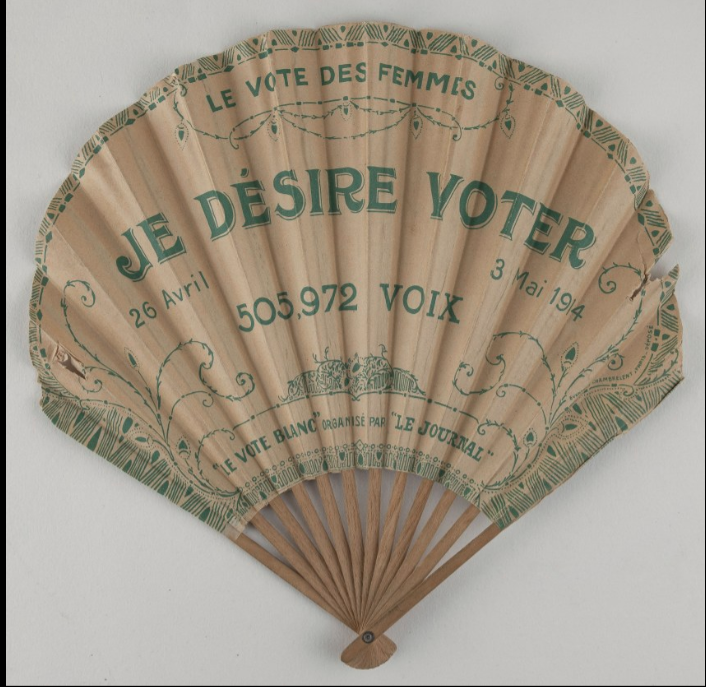 LE VOTE DES FEMMES
JE DÉSIRE VOTER
26 Avril
3 Mai 1914
505,972 VOIX
"LE VOTE BLANC" ORGANISÉ PAR "LE JOURNAL"